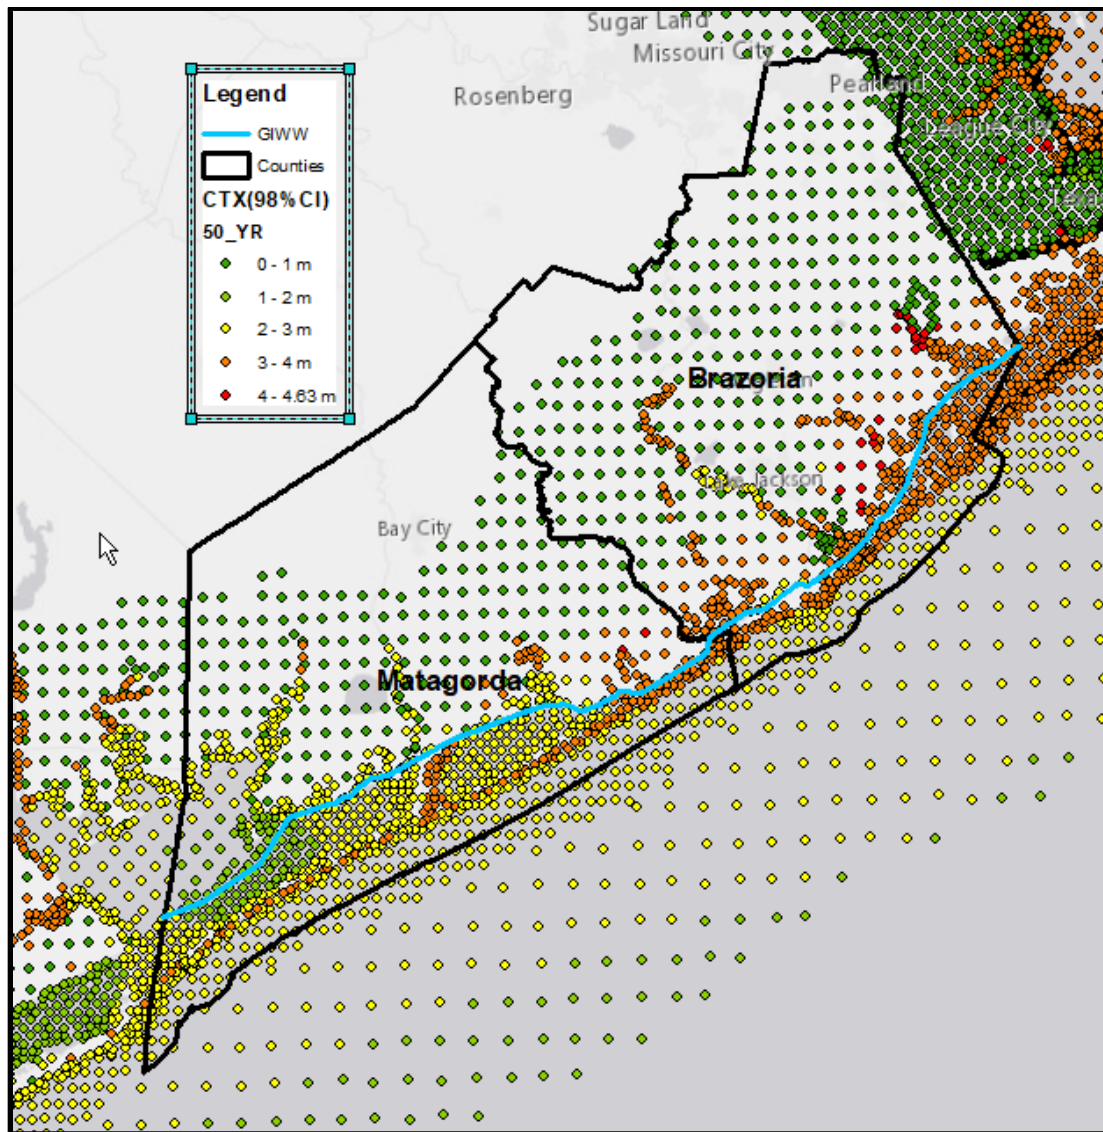 Sugar Land
Missouri City
Rosenberg
Pearland
League City
Legend
GIWW
Counties
CTX(98% CI)
50_YR
0 - 1 m
1 - 2 m
2 - 3 m
3 - 4 m
4 - 4.63 m
Brazoria
Lake Jackson
Bay City
Matagorda